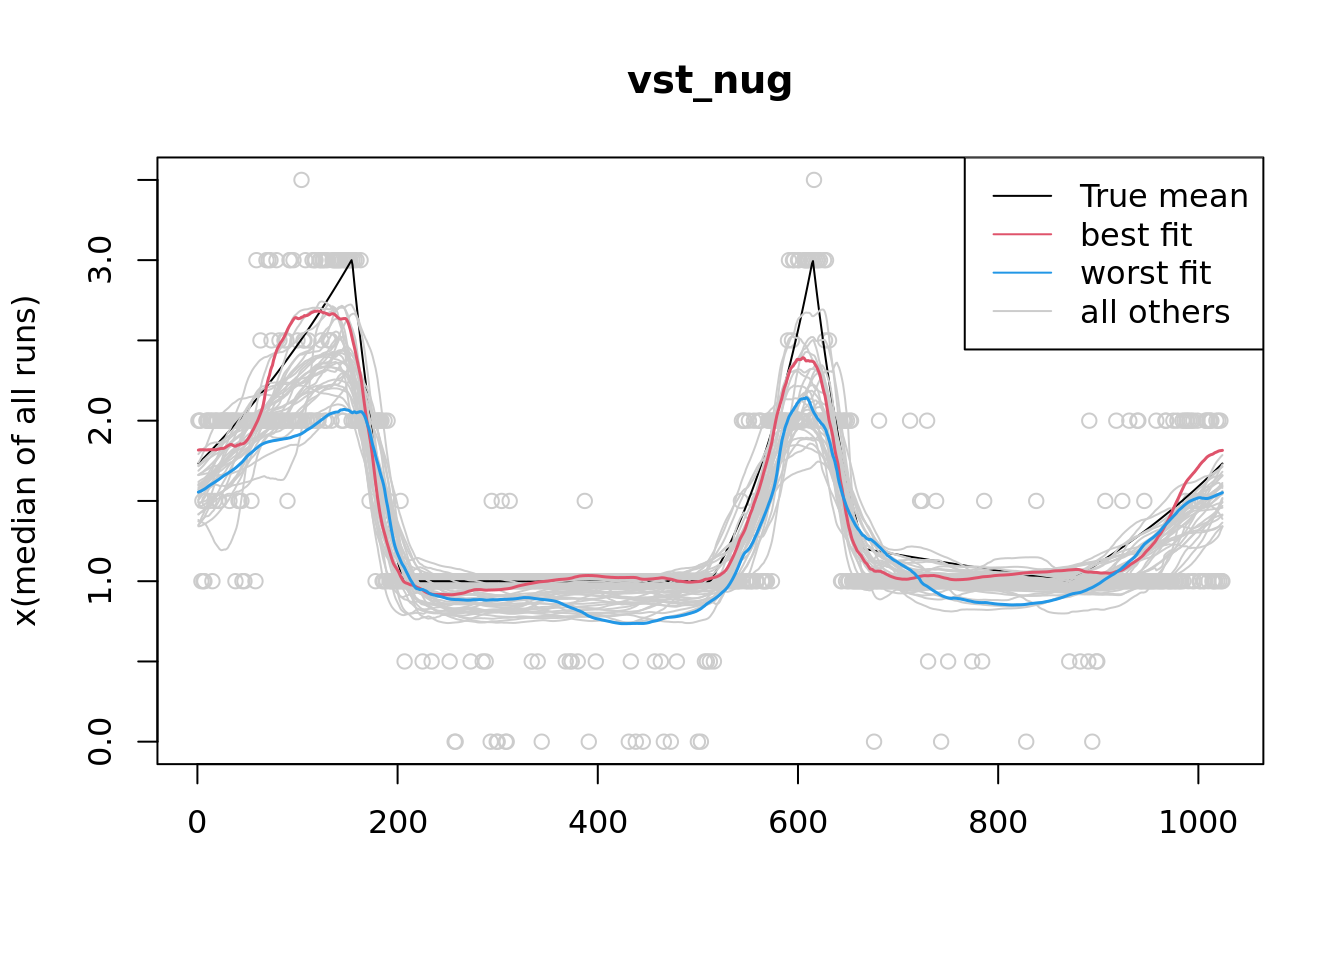 vst_nug
True mean
best fit
worst fit
all others
x(median of all runs)
3.0
2.0
1.0
0.0
0 200 400 600 800 1000